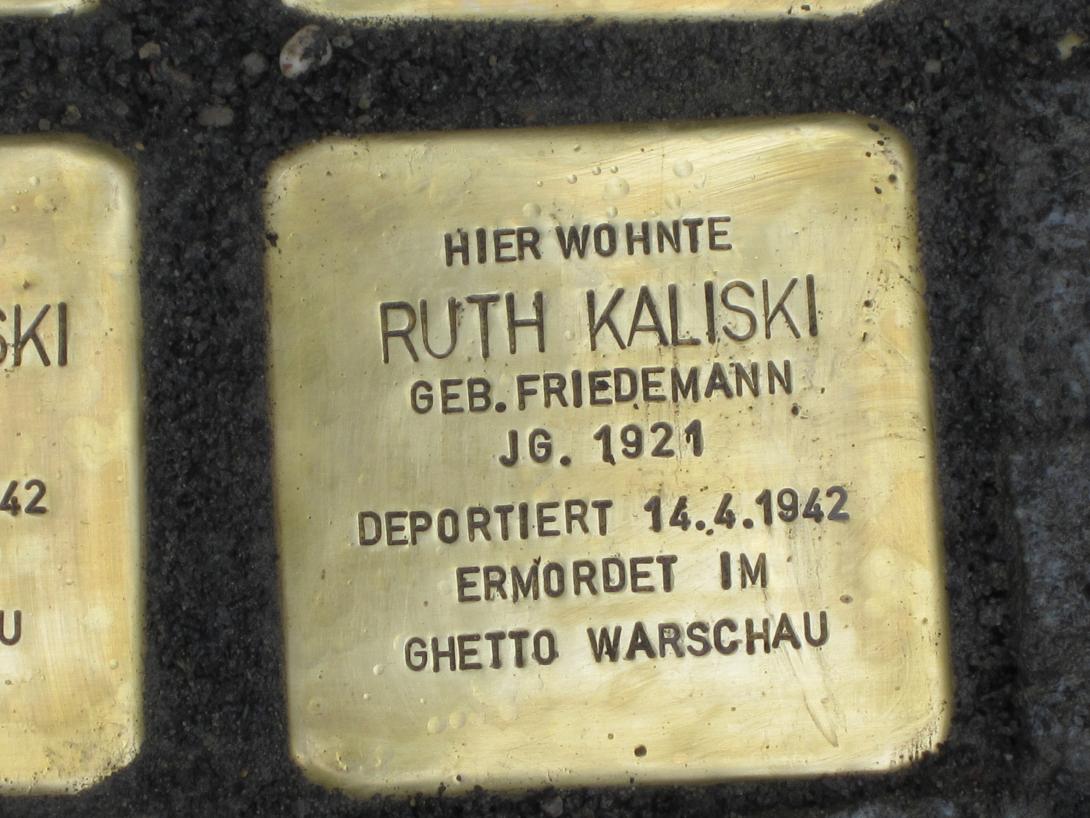 HIER WOHNTE
RUTH KALISKI
GEB. FRIEDEMANN
JG. 1921
DEPORTIERT 14.4.1942
ERMORDET IM
GHETTO WARSCHAU